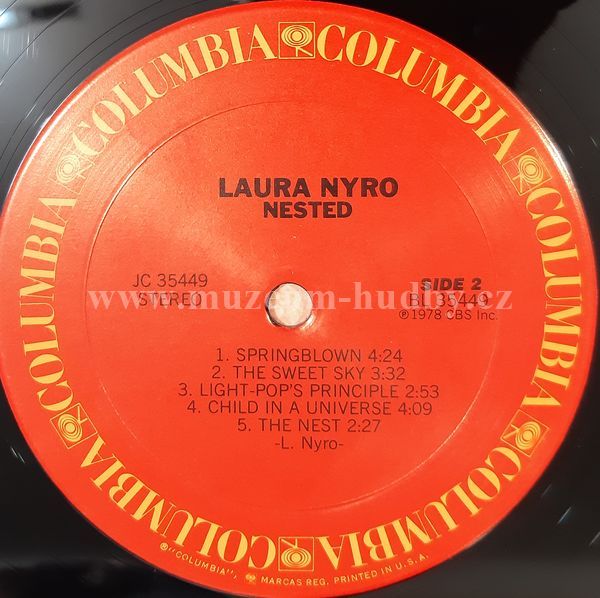 COLUMBIA COLUMBIA COLUMBIA COLUMBIA COLUMBIA COLUMBIA
LAURA NYRO
NESTED
JC 35449
STEREO
SIDE 2
BL 35449
℗1978 CBS Inc.
www.muzeum-hudby.cz
1. SPRINGBLOWN 4:24
2. THE SWEET SKY 3:32
3. LIGHT-POP'S PRINCIPLE 2:53
4. CHILD IN A UNIVERSE 4:09
5. THE NEST 2:27
-L. Nyro-
®"COLUMBIA", MARCAS REG. PRINTED IN U.S.A.